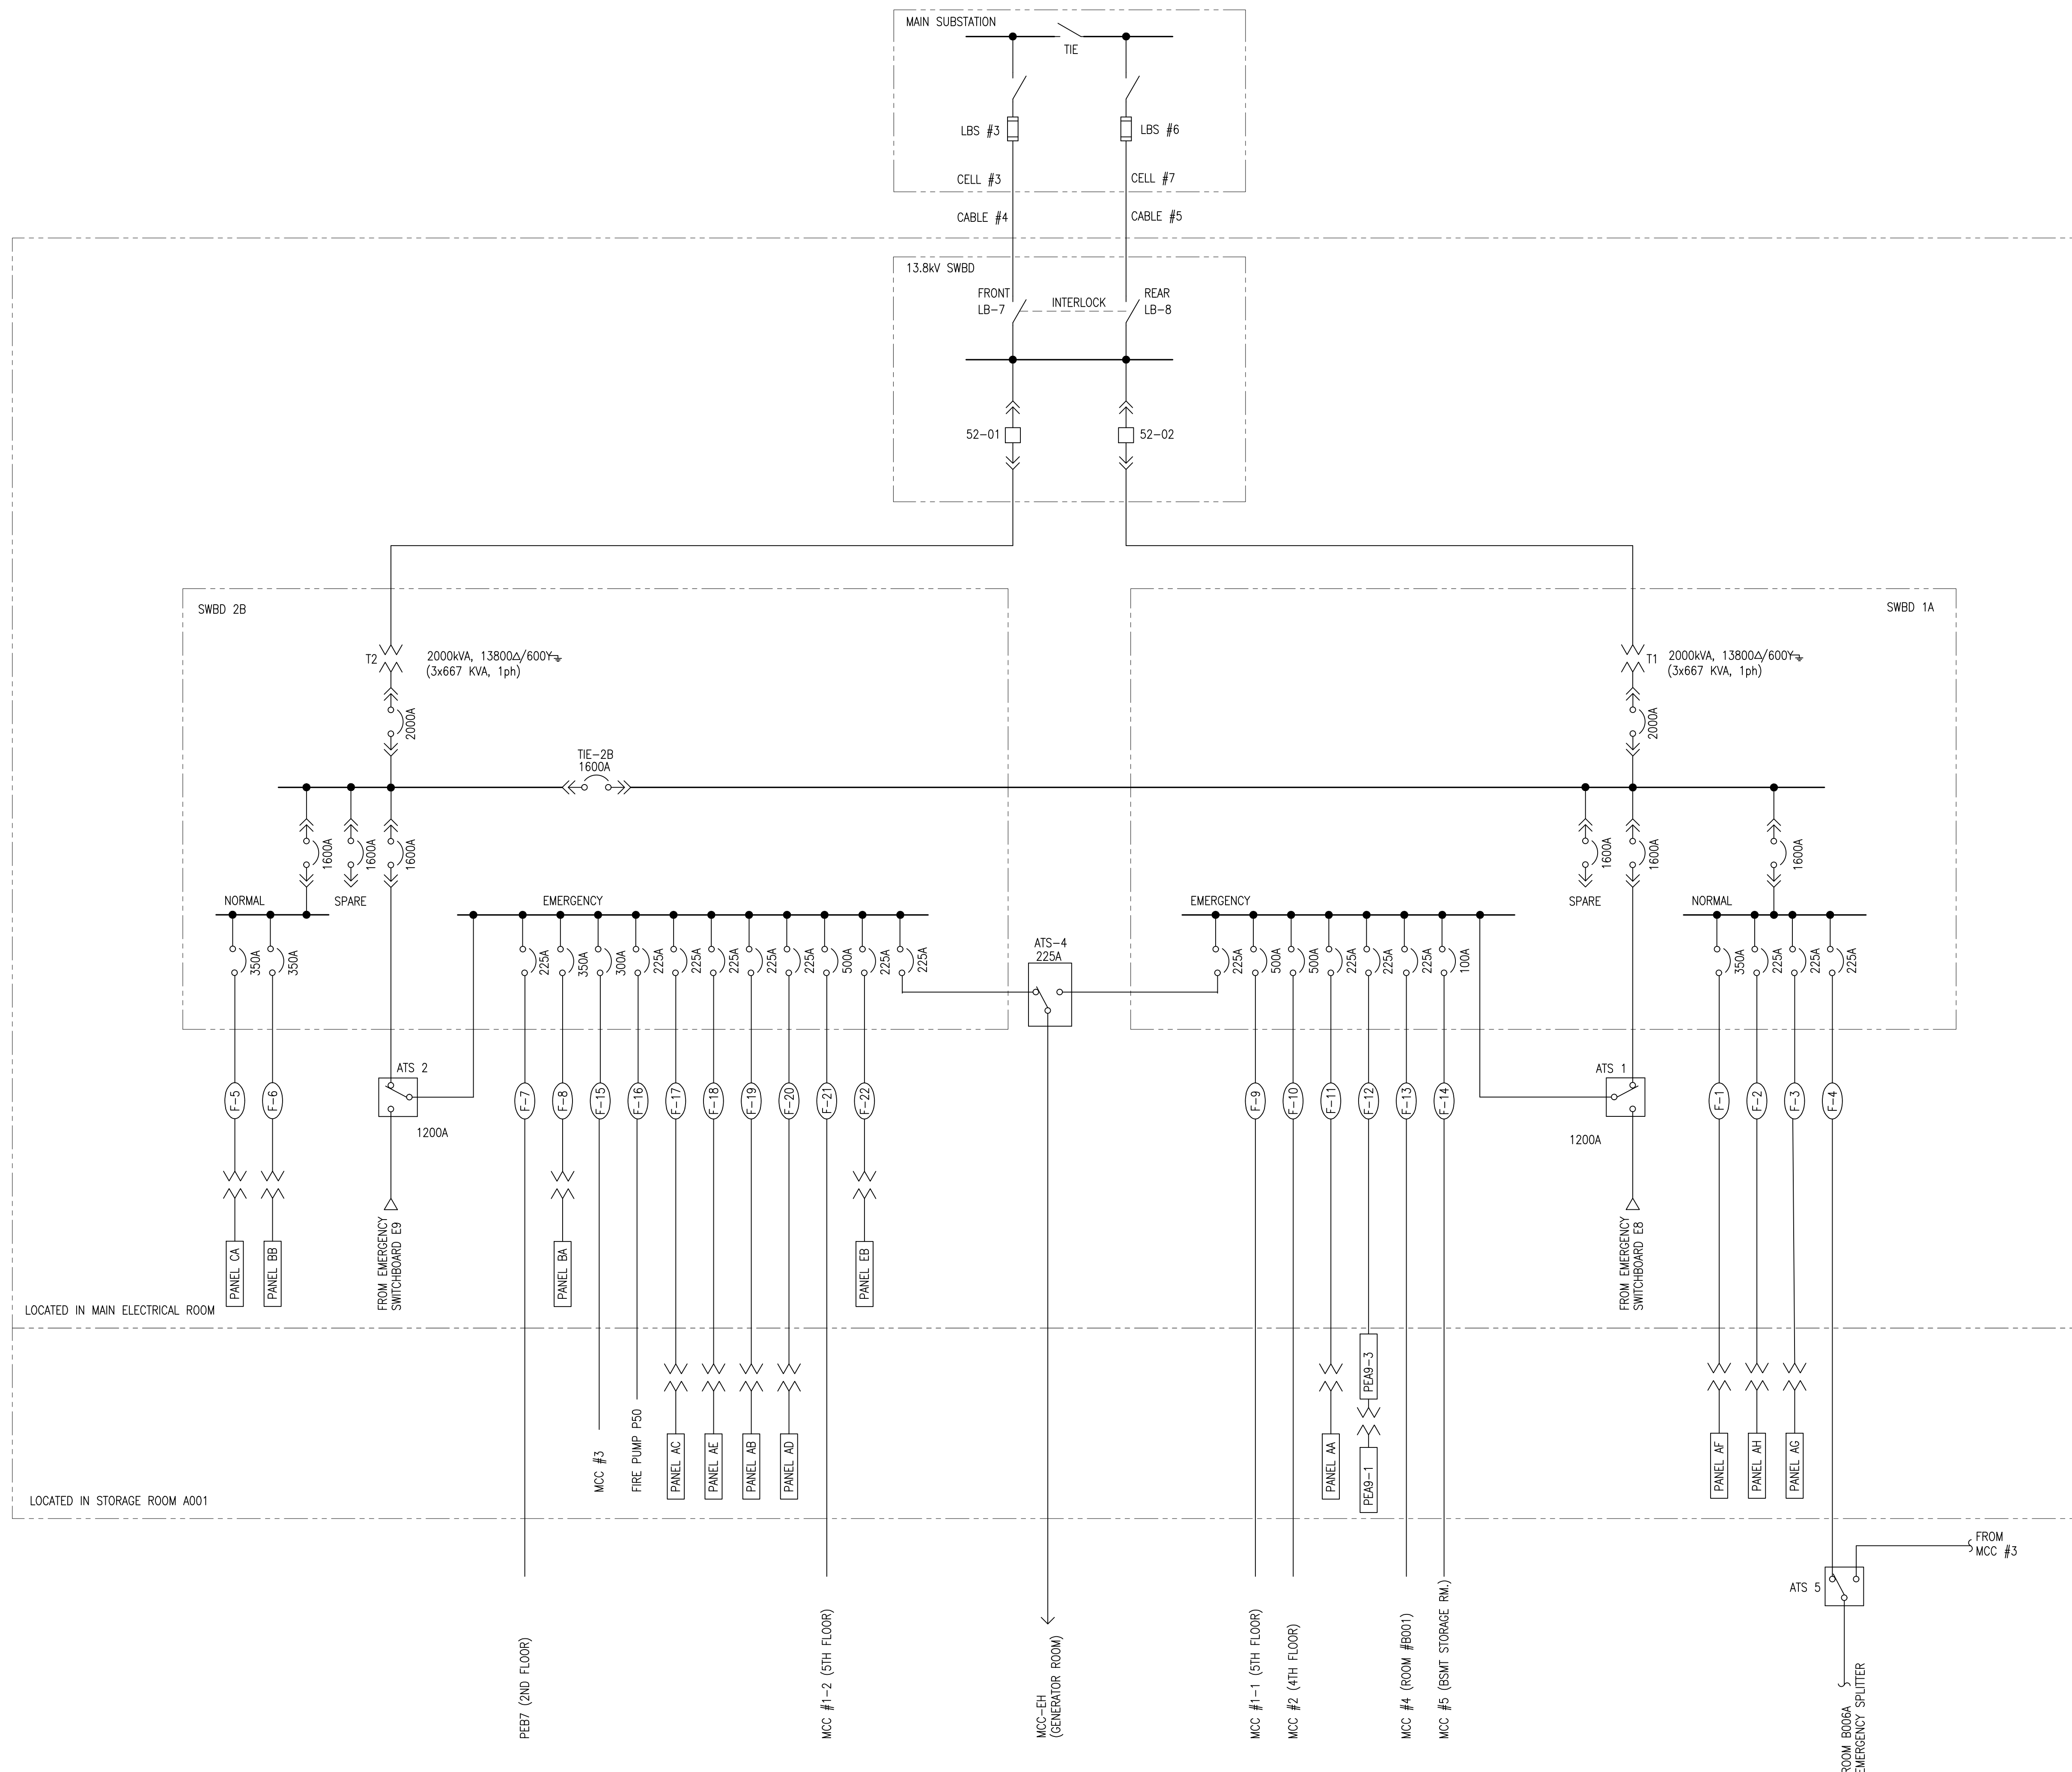 MAIN SUBSTATION
TIE
LBS #3
LBS #6
CELL #3
CELL #7
CABLE #4
CABLE #5
13.8kV SWBD
FRONT
LB-7
INTERLOCK
REAR
LB-8
52-01
52-02
SWBD 2B
SWBD 1A
T2
2000kVA, 13800Δ/600Y
(3x667 KVA, 1ph)
T1
2000kVA, 13800Δ/600Y
(3x667 KVA, 1ph)
2000A
2000A
TIE-2B
1600A
1600A
1600A
1600A
1600A
1600A
1600A
NORMAL
SPARE
EMERGENCY
EMERGENCY
SPARE
NORMAL
350A
350A
225A
350A
300A
225A
225A
225A
225A
225A
500A
225A
225A
ATS-4
225A
225A
500A
500A
225A
225A
225A
100A
350A
225A
225A
225A
ATS 2
1200A
ATS 1
1200A
F-5
F-6
F-7
F-8
F-15
F-16
F-17
F-18
F-19
F-20
F-21
F-22
F-9
F-10
F-11
F-12
F-13
F-14
F-1
F-2
F-3
F-4
PANEL CA
PANEL BB
FROM EMERGENCY
SWITCHBOARD E9
PANEL BA
PANEL EB
FROM EMERGENCY
SWITCHBOARD E8
LOCATED IN MAIN ELECTRICAL ROOM
MCC #3
FIRE PUMP P50
PANEL AC
PANEL AE
PANEL AB
PANEL AD
PANEL AA
PEA9-3
PEA9-1
PANEL AF
PANEL AH
PANEL AG
LOCATED IN STORAGE ROOM A001
FROM
MCC #3
ATS 5
PEB7 (2ND FLOOR)
MCC #1-2 (5TH FLOOR)
MCC-EH
(GENERATOR ROOM)
MCC #1-1 (5TH FLOOR)
MCC #2 (4TH FLOOR)
MCC #4 (ROOM #B001)
MCC #5 (BSMT STORAGE RM.)
ROOM B006A
EMERGENCY SPLITTER